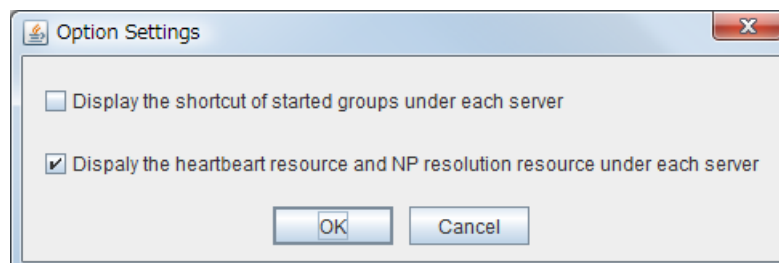 Option Settings
Display the shortcut of started groups under each server
Dispaly the heartbeart resource and NP resolution resource under each server
OK
Cancel